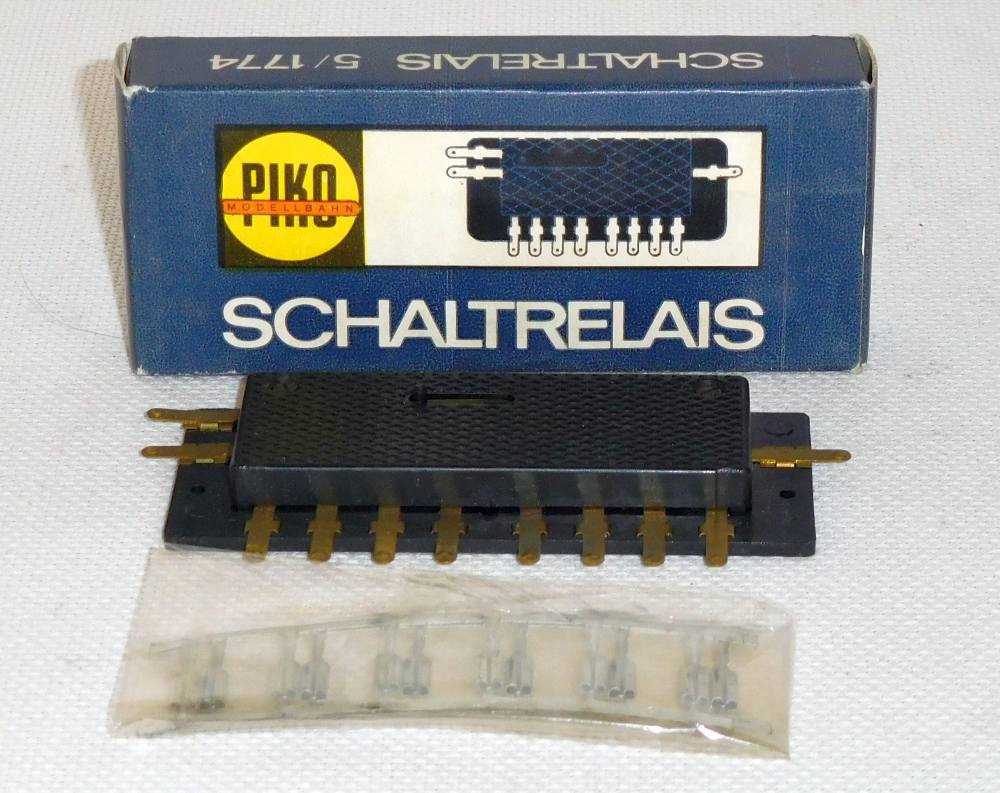 SCHALTRELAIS 5/1774
PIKO
MODELLBAHN
SCHALTRELAIS